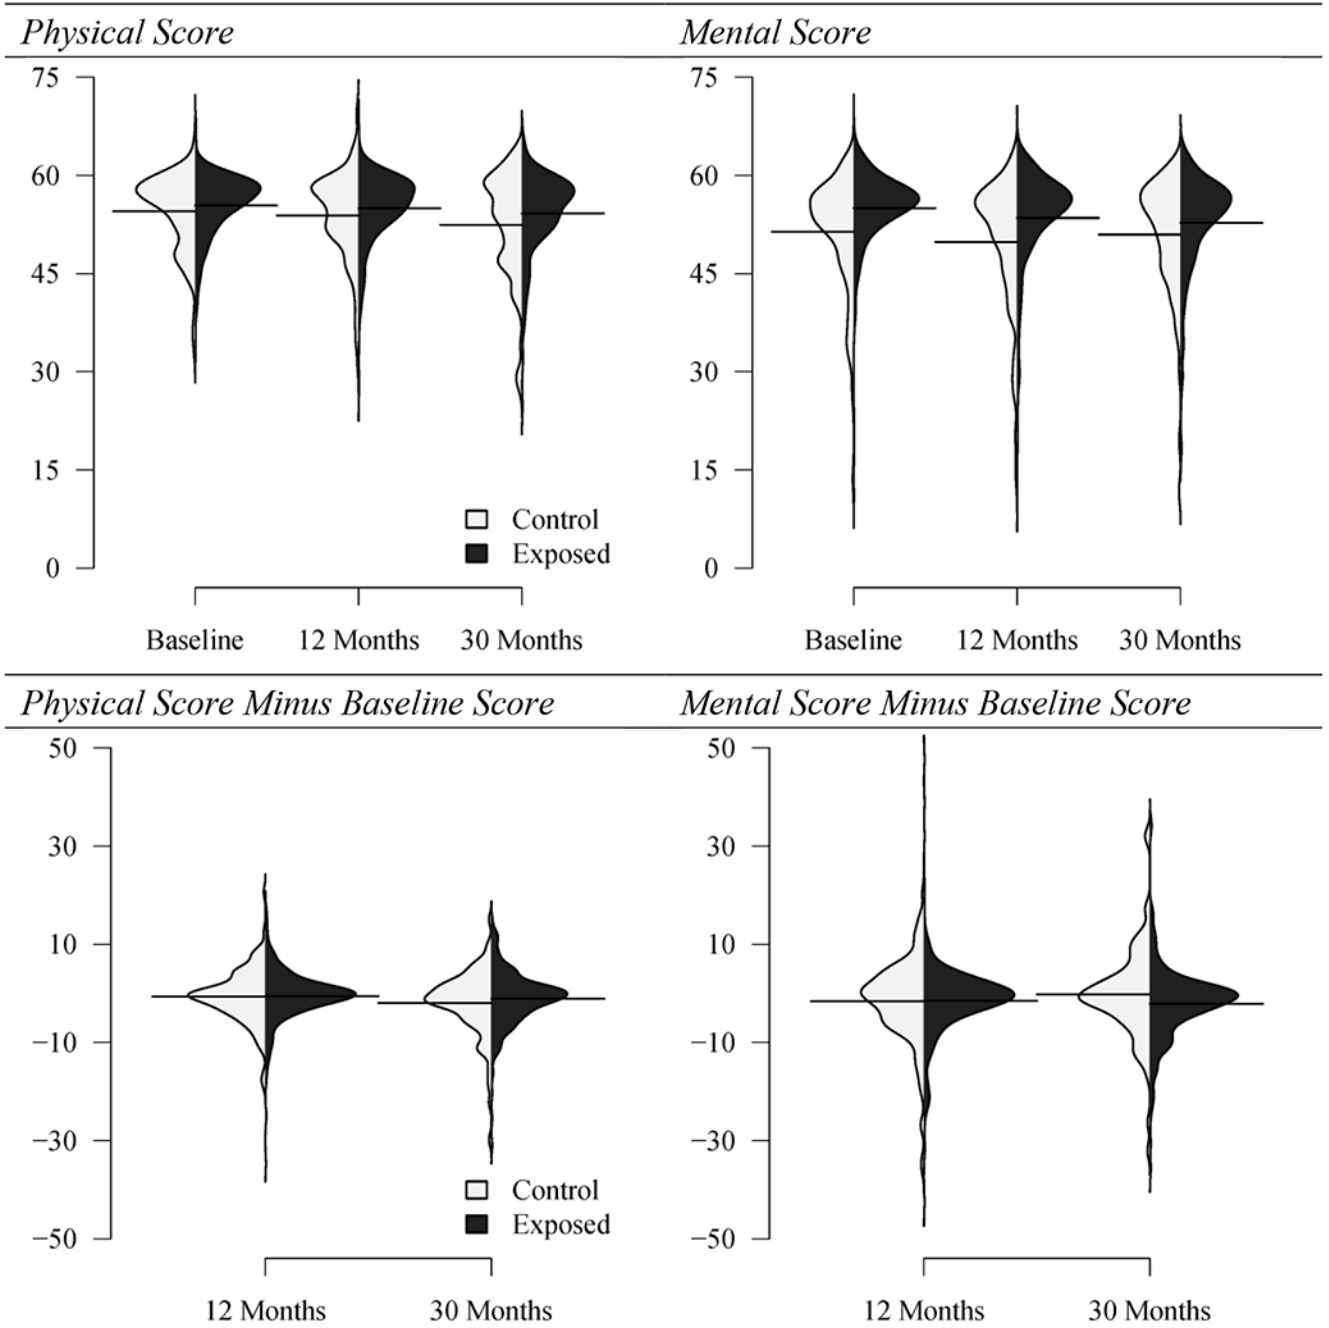 Physical Score
75
60
45
30
15
0
Control
Exposed
Baseline 12 Months 30 Months
Mental Score
75
60
45
30
15
0
Baseline 12 Months 30 Months
Physical Score Minus Baseline Score
50
30
10
−10
−30
−50
Control
Exposed
12 Months 30 Months
Mental Score Minus Baseline Score
50
30
10
−10
−30
−50
12 Months 30 Months